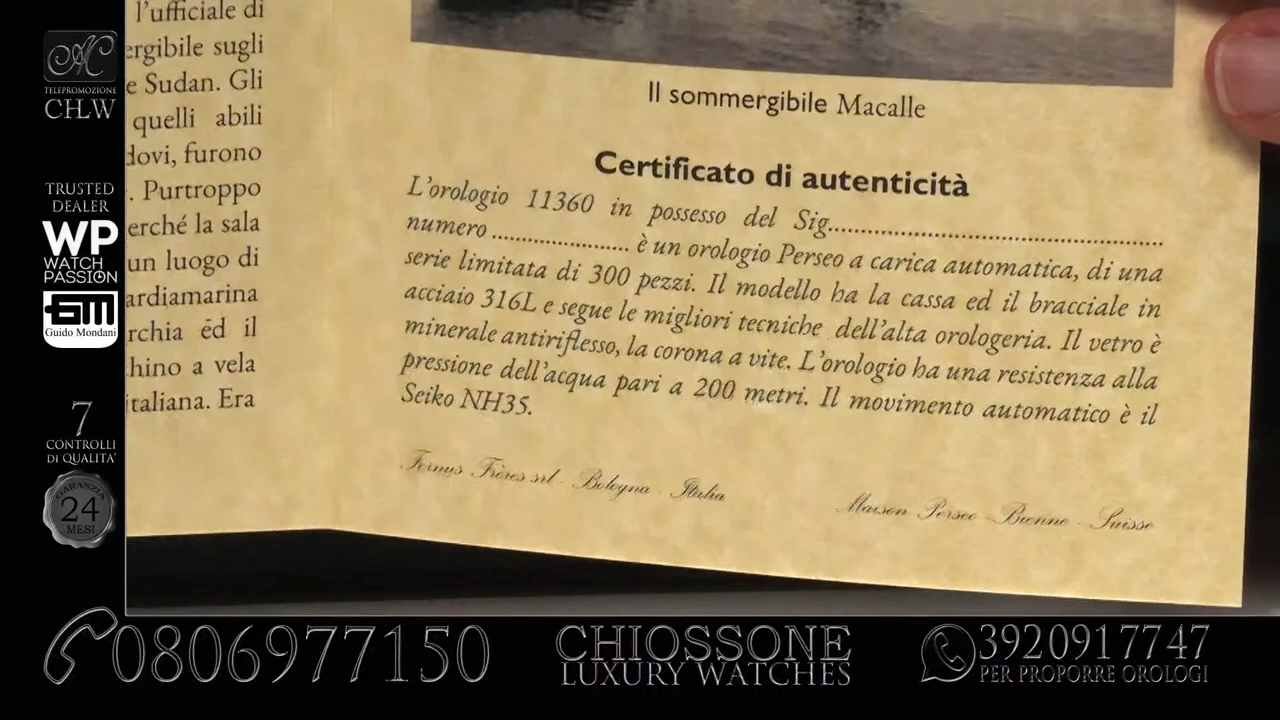 AC
TELEPROMOZIONE
CHLW
TRUSTED
DEALER
WP
WATCH
PASSION
GM
Guido Mondani
7
CONTROLLI
DI QUALITA'
GARANZIA
24
MESI
l'ufficiale di
ergibile sugli
e Sudan. Gli
quelli abili
dovi, furono
. Purtroppo
erché la sala
un luogo di
ardiamarina
rchia ed il
hino a vela
italiana. Era
Il sommergibile Macalle
Certificato di autenticità
L'orologio 11360 in possesso del Sig..........................................................
numero ........................ è un orologio Perseo a carica automatica, di una
serie limitata di 300 pezzi. Il modello ha la cassa ed il bracciale in
acciaio 316L e segue le migliori tecniche dell'alta orologeria. Il vetro è
minerale antiriflesso, la corona a vite. L'orologio ha una resistenza alla
pressione dell'acqua pari a 200 metri. Il movimento automatico è il
Seiko NH35.
Fornus Frères srl - Bologna - Italia
Maison Perseo - Bienne - Suisse
0806977150
CHIOSSONE
LUXURY WATCHES
3920917747
PER PROPORRE OROLOGI